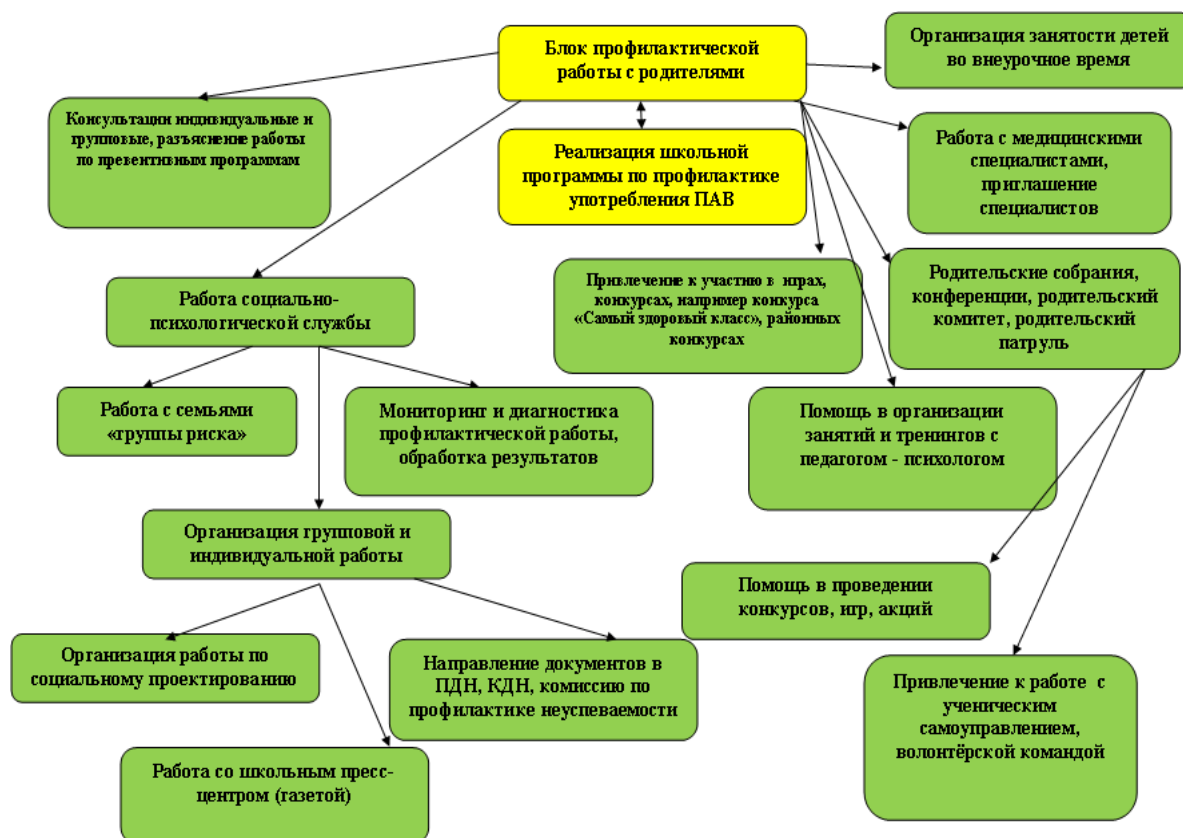 Блок профилактической
работы с родителями
Организация занятости детей
во внеурочное время
Консультации индивидуальные и
групповые, разъяснение работы
по превентивным программам
Реализация школьной
программы по профилактике
употребления ПАВ
Работа с медицинскими
специалистами,
приглашение
специалистов
Работа социально-
психологической службы
Привлечение к участию в играх,
конкурсах, например конкурса
«Самый здоровый класс», районных
конкурсах
Родительские собрания,
конференции, родительский
комитет, родительский
патруль
Работа с семьями
«группы риска»
Мониторинг и диагностика
профилактической работы,
обработка результатов
Помощь в организации
занятий и тренингов с
педагогом - психологом
Организация групповой и
индивидуальной работы
Помощь в проведении
конкурсов, игр, акций
Организация работы по
социальному проектированию
Направление документов в
ПДН, КДН, комиссию по
профилактике неуспеваемости
Привлечение к работе с
ученическим
самоуправлением,
волонтёрской командой
Работа со школьным пресс-
центром (газетой)